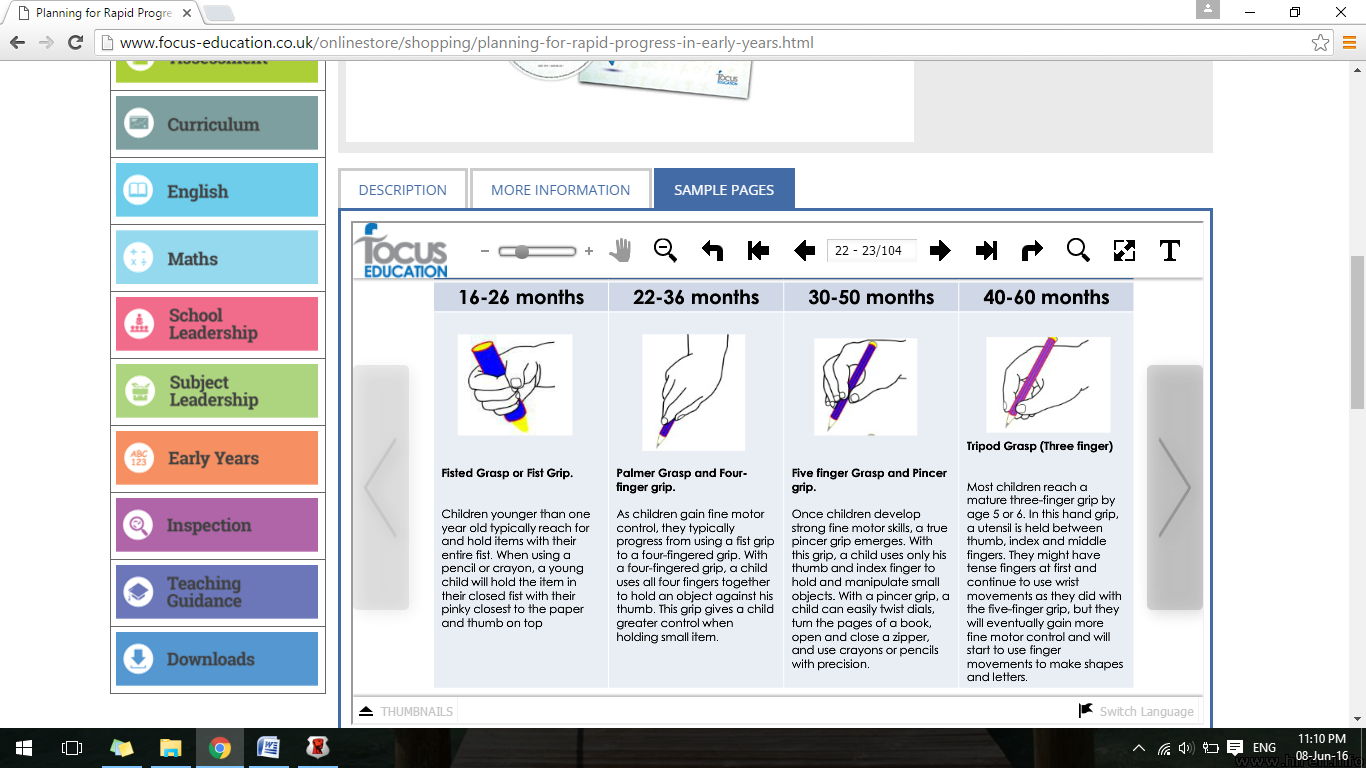 Planning for Rapid Progre
www.focus-education.co.uk/onlinestore/shopping/planning-for-rapid-progress-in-early-years.html
Assessment
Curriculum
English
Maths
School
Leadership
Subject
Leadership
ABC
123
Early Years
Inspection
Teaching
Guidance
Downloads
FOCUS
EDUCATION
DESCRIPTION
MORE INFORMATION
SAMPLE PAGES
FOCUS
EDUCATION
22 - 23/104
T
16-26 months
22-36 months
30-50 months
40-60 months
Fisted Grasp or Fist Grip.
Children younger than one
year old typically reach for
and hold items with their
entire fist. When using a
pencil or crayon, a young
child will hold the item in
their closed fist with their
pinky closest to the paper
and thumb on top
Palmer Grasp and Four-
finger grip.
As children gain fine motor
control, they typically
progress from using a fist grip
to a four-fingered grip. With
a four-fingered grip, a child
uses all four fingers together
to hold an object against his
thumb. This grip gives a child
greater control when
holding small item.
Five finger Grasp and Pincer
grip.
Once children develop
strong fine motor skills, a true
pincer grip emerges. With
this grip, a child uses only his
thumb and index finger to
hold and manipulate small
objects. With a pincer grip, a
child can easily twist dials,
turn the pages of a book,
open and close a zipper,
and use crayons or pencils
with precision.
Tripod Grasp (Three finger)
Most children reach a
mature three-finger grip by
age 5 or 6. In this hand grip,
a utensil is held between
thumb, index and middle
fingers. They might have
tense fingers at first and
continue to use wrist
movements as they did with
the five-finger grip, but they
will eventually gain more
fine motor control and will
start to use finger
movements to make shapes
and letters.
THUMBNAILS
Switch Language
ENG
11:10 PM
08-Jun-16